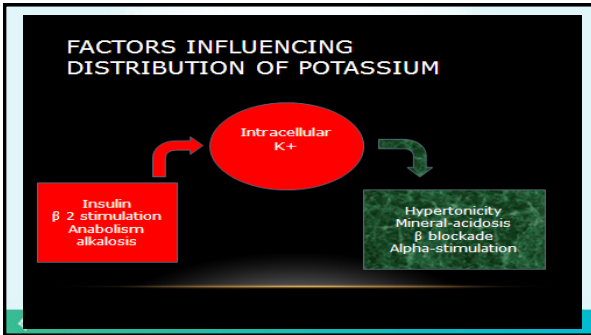 FACTORS INFLUENCING
DISTRIBUTION OF POTASSIUM
Intracellular
K+
Insulin
β 2 stimulation
Anabolism
alkalosis
Hypertonicity
Mineral-acidosis
β blockade
Alpha-stimulation